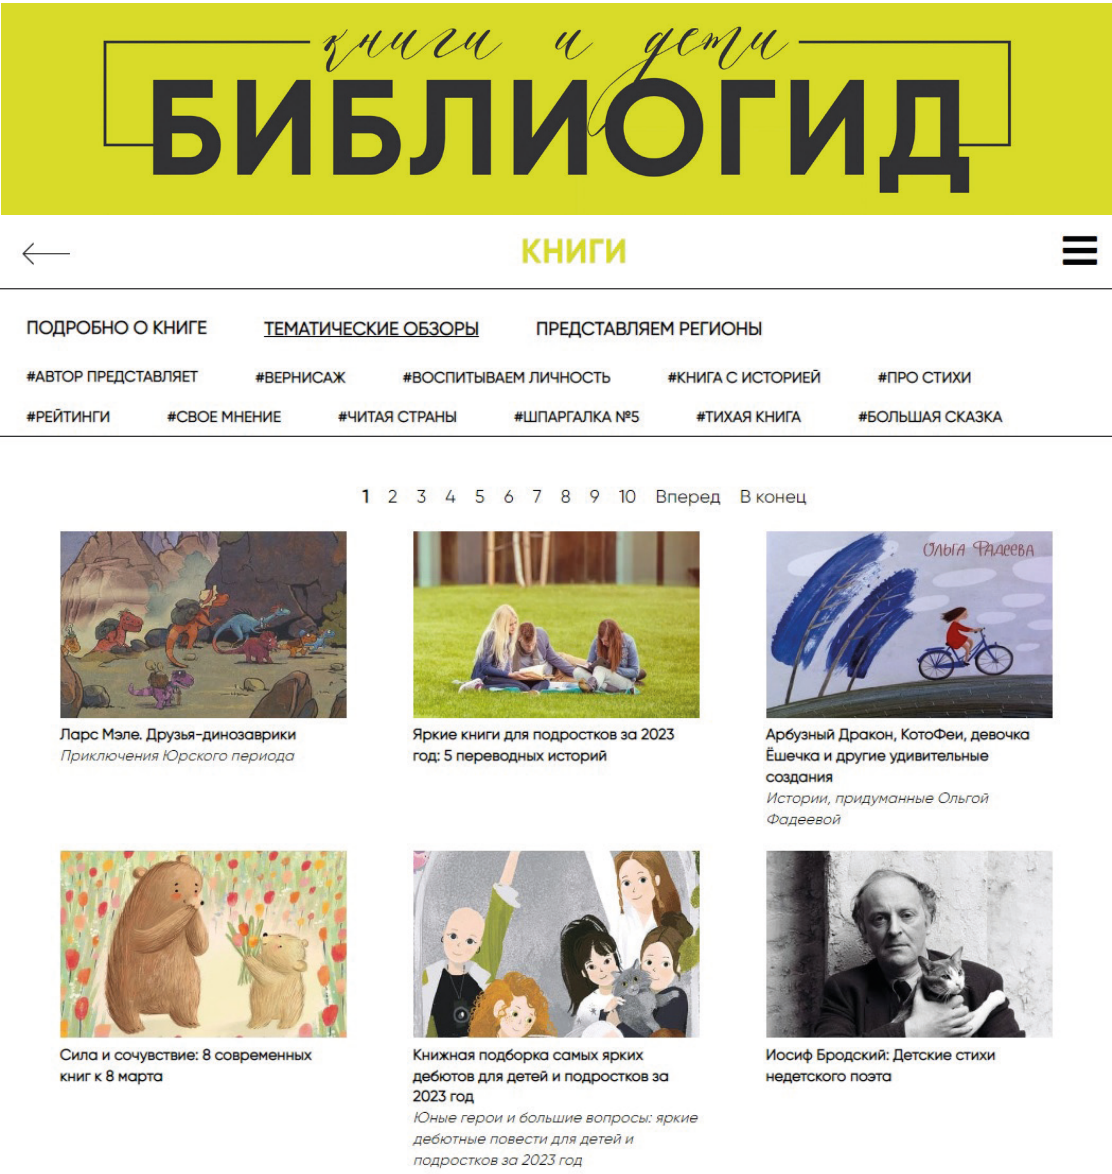 книги и дети
БИБЛИОГИД
КНИГИ
ПОДРОБНО О КНИГЕ ТЕМАТИЧЕСКИЕ ОБЗОРЫ ПРЕДСТАВЛЯЕМ РЕГИОНЫ
#АВТОР ПРЕДСТАВЛЯЕТ #ВЕРНИСАЖ #ВОСПИТЫВАЕМ ЛИЧНОСТЬ #КНИГА С ИСТОРИЕЙ #ПРО СТИХИ
#РЕЙТИНГИ #СВОЕ МНЕНИЕ #ЧИТАЯ СТРАНЫ #ШПАРГАЛКА №5 #ТИХАЯ КНИГА #БОЛЬШАЯ СКАЗКА
1 2 3 4 5 6 7 8 9 10 Вперед В конец
Ларс Мэле. Друзья-динозаврики
Приключения Юрского периода
Яркие книги для подростков за 2023
год: 5 переводных историй
ОЛЬГА ФАДЕЕВА
Арбузный Дракон, КотоФеи, девочка
Ёшечка и другие удивительные
создания
Истории, придуманные Ольгой
Фадеевой
Сила и сочувствие: 8 современных
книг к 8 марта
Книжная подборка самых ярких
дебютов для детей и подростков за
2023 год
Юные герои и большие вопросы: яркие
дебютные повести для детей и
подростков за 2023 год
Иосиф Бродский: Детские стихи
недетского поэта